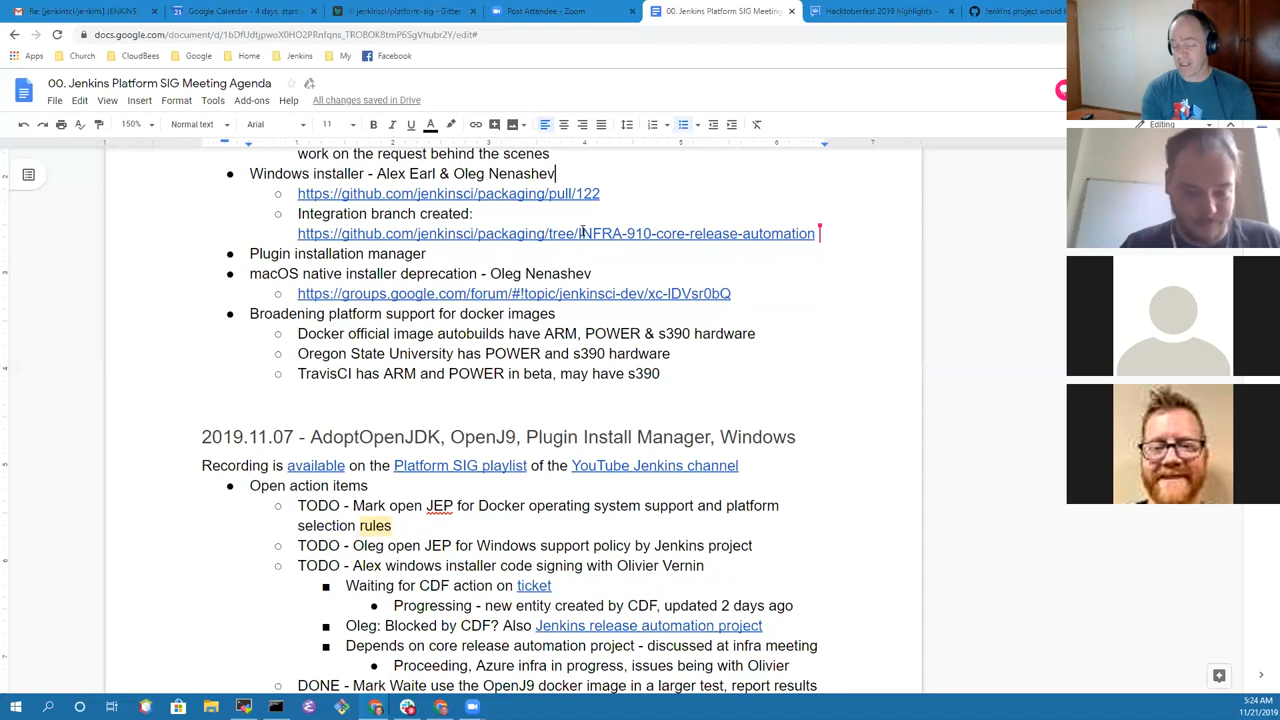 Re: [jenkinsci/jenkins] JENKINS-
Google Calendar - 4 days, startin
jenkinsci/platform-sig - Gitter
Post Attendee - Zoom
00. Jenkins Platform SIG Meeting
Hacktoberfest 2019 highlights –
Jenkins project would l
docs.google.com/document/d/1bDfUdtjpwoX0HO2PRnfqns_TROBOK8tmP6SgVhubr2Y/edit#
Apps
Church
CloudBees
Google
Home
Jenkins
My
Facebook
00. Jenkins Platform SIG Meeting Agenda
File Edit View Insert Format Tools Add-ons Help All changes saved in Drive
150% Normal text Arial 11 Editing
work on the request behind the scenes
● Windows installer - Alex Earl & Oleg Nenashev
○ https://github.com/jenkinsci/packaging/pull/122
○ Integration branch created:
https://github.com/jenkinsci/packaging/tree/INFRA-910-core-release-automation
● Plugin installation manager
● macOS native installer deprecation - Oleg Nenashev
○ https://groups.google.com/forum/#!topic/jenkinsci-dev/xc-lDVsr0bQ
● Broadening platform support for docker images
○ Docker official image autobuilds have ARM, POWER & s390 hardware
○ Oregon State University has POWER and s390 hardware
○ TravisCI has ARM and POWER in beta, may have s390
2019.11.07 - AdoptOpenJDK, OpenJ9, Plugin Install Manager, Windows
Recording is available on the Platform SIG playlist of the YouTube Jenkins channel
● Open action items
○ TODO - Mark open JEP for Docker operating system support and platform
selection rules
○ TODO - Oleg open JEP for Windows support policy by Jenkins project
○ TODO - Alex windows installer code signing with Olivier Vernin
■ Waiting for CDF action on ticket
● Progressing - new entity created by CDF, updated 2 days ago
■ Oleg: Blocked by CDF? Also Jenkins release automation project
■ Depends on core release automation project - discussed at infra meeting
● Proceeding, Azure infra in progress, issues being with Olivier
○ DONE - Mark Waite use the OpenJ9 docker image in a larger test, report results
5:24 AM
11/21/2019